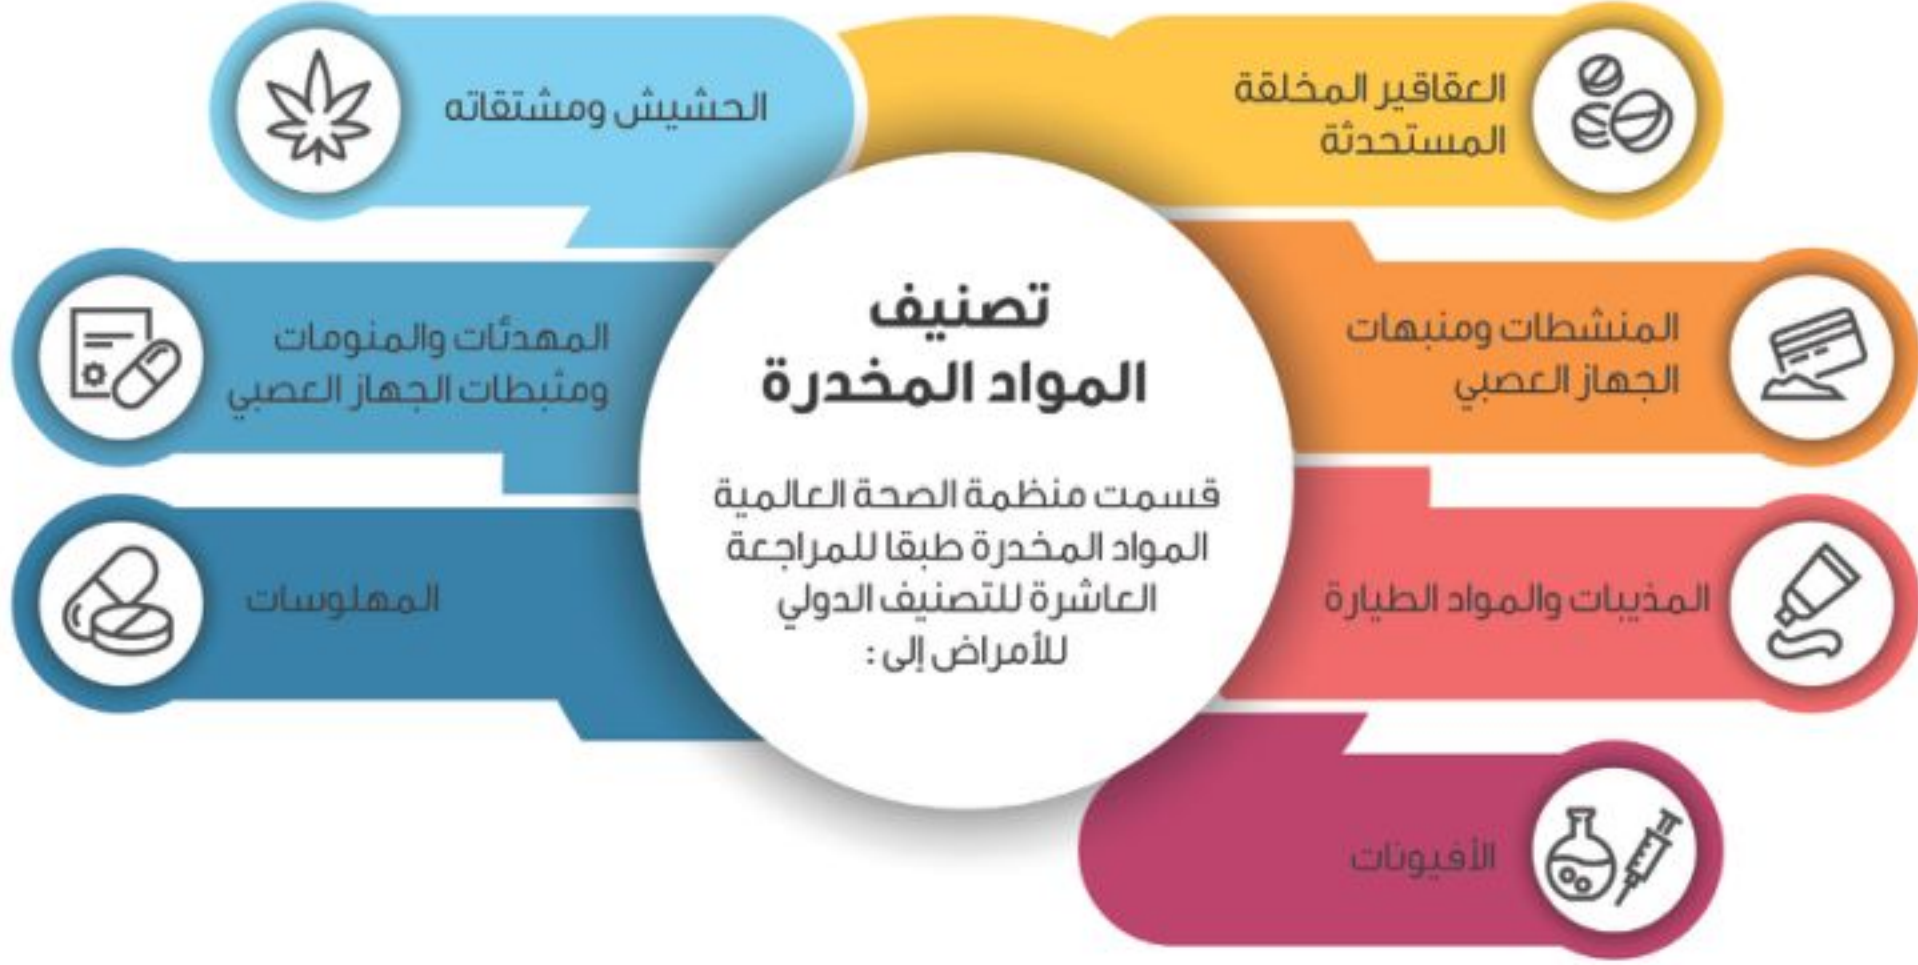 تصنيف
المواد المخدرة
قسمت منظمة الصحة العالمية
المواد المخدرة طبقا للمراجعة
العاشرة للتصنيف الدولي
للأمراض إلى :
العقاقير المخلقة
المستحدثة
المنشطات ومنبهات
الجهاز العصبي
المذيبات والمواد الطيارة
الأفيونات
الحشيش ومشتقاته
المهدئات والمنومات
ومثبطات الجهاز العصبي
المهلوسات